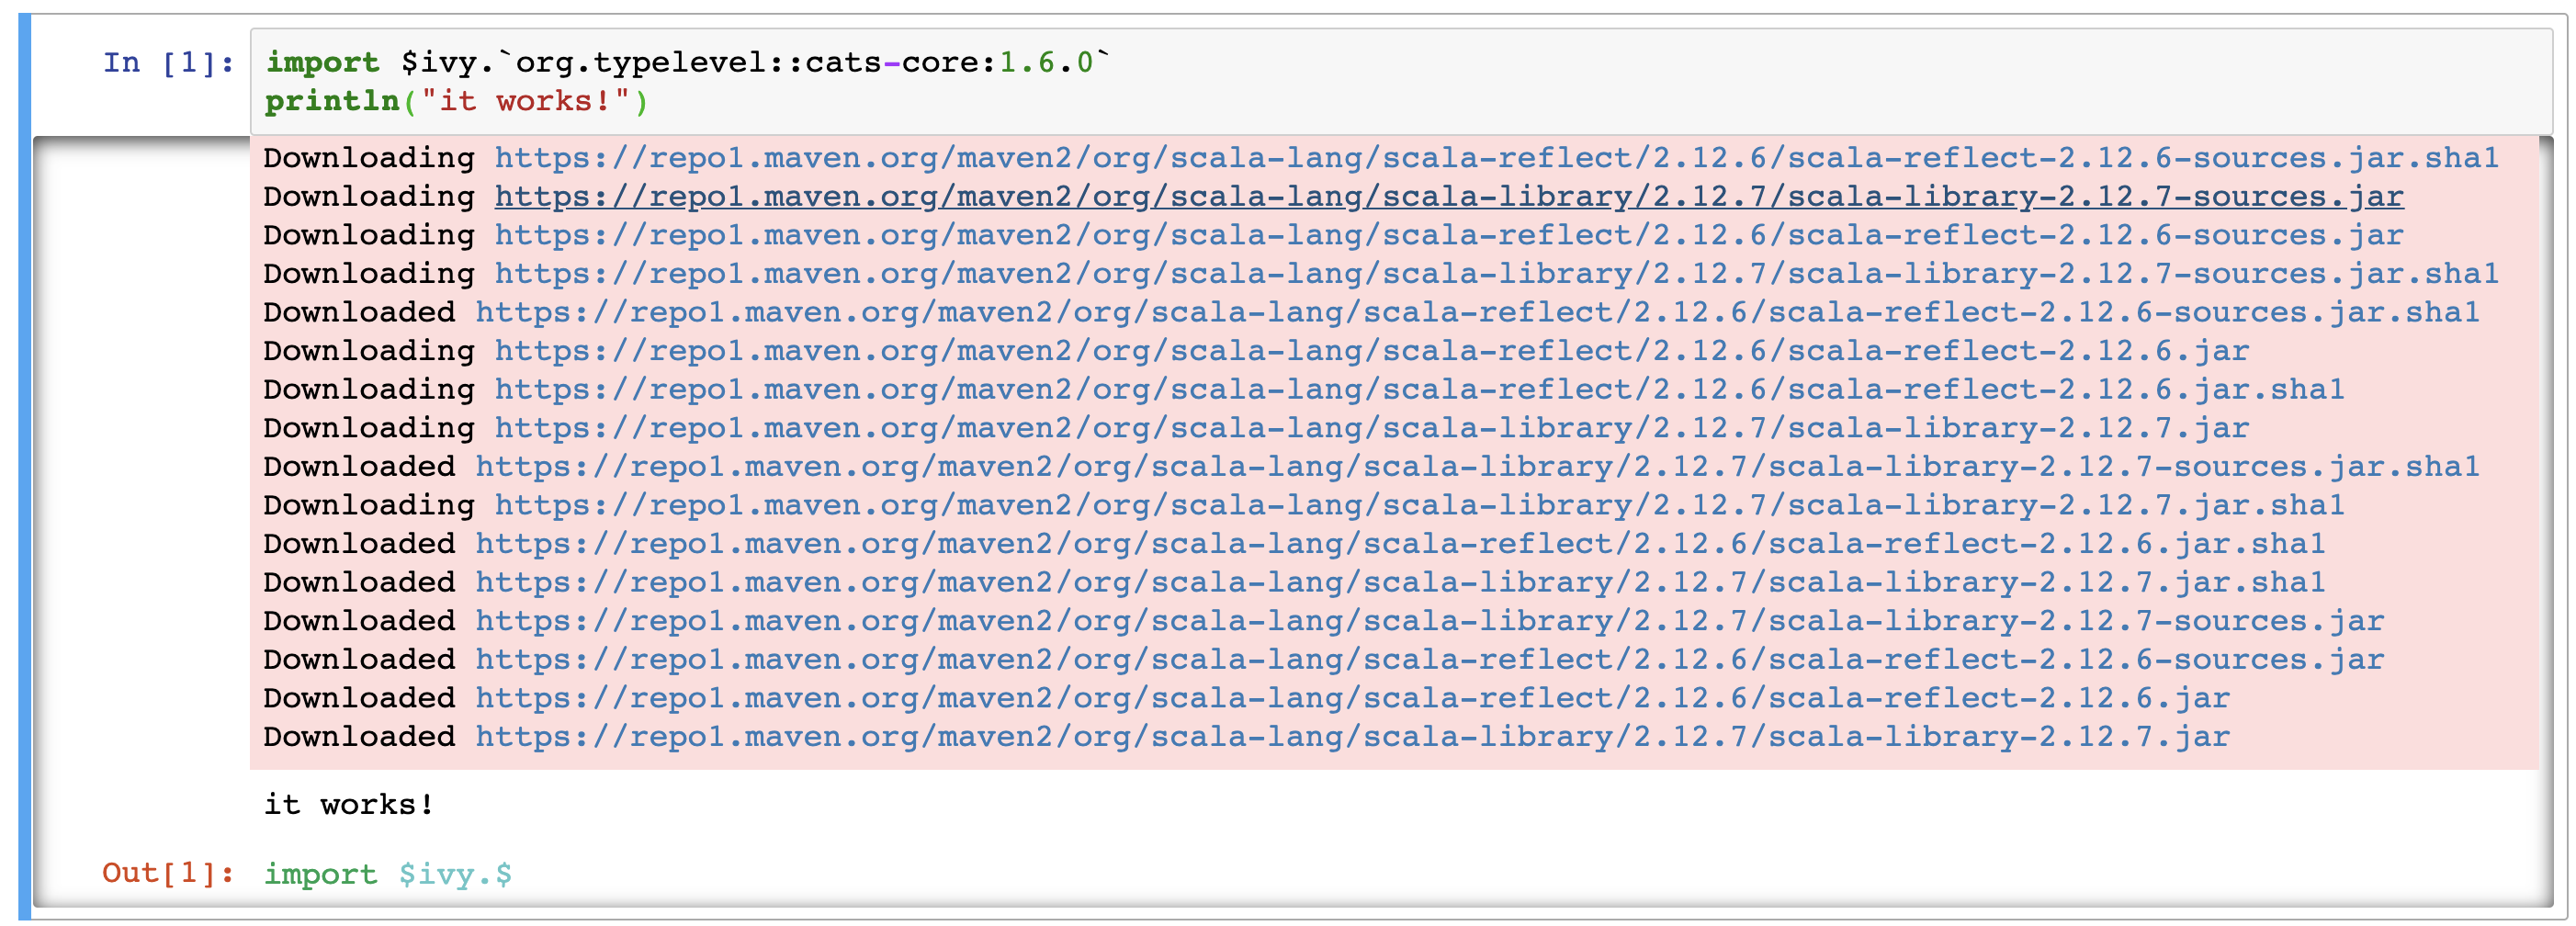 In [1]: import $ivy.`org.typelevel::cats-core:1.6.0`
println("it works!")
Downloading https://repo1.maven.org/maven2/org/scala-lang/scala-reflect/2.12.6/scala-reflect-2.12.6-sources.jar.sha1
Downloading https://repo1.maven.org/maven2/org/scala-lang/scala-library/2.12.7/scala-library-2.12.7-sources.jar
Downloading https://repo1.maven.org/maven2/org/scala-lang/scala-reflect/2.12.6/scala-reflect-2.12.6-sources.jar
Downloading https://repo1.maven.org/maven2/org/scala-lang/scala-library/2.12.7/scala-library-2.12.7-sources.jar.sha1
Downloaded https://repo1.maven.org/maven2/org/scala-lang/scala-reflect/2.12.6/scala-reflect-2.12.6-sources.jar.sha1
Downloading https://repo1.maven.org/maven2/org/scala-lang/scala-reflect/2.12.6/scala-reflect-2.12.6.jar
Downloading https://repo1.maven.org/maven2/org/scala-lang/scala-reflect/2.12.6/scala-reflect-2.12.6.jar.sha1
Downloading https://repo1.maven.org/maven2/org/scala-lang/scala-library/2.12.7/scala-library-2.12.7.jar
Downloaded https://repo1.maven.org/maven2/org/scala-lang/scala-library/2.12.7/scala-library-2.12.7-sources.jar.sha1
Downloading https://repo1.maven.org/maven2/org/scala-lang/scala-library/2.12.7/scala-library-2.12.7.jar.sha1
Downloaded https://repo1.maven.org/maven2/org/scala-lang/scala-reflect/2.12.6/scala-reflect-2.12.6.jar.sha1
Downloaded https://repo1.maven.org/maven2/org/scala-lang/scala-library/2.12.7/scala-library-2.12.7.jar.sha1
Downloaded https://repo1.maven.org/maven2/org/scala-lang/scala-library/2.12.7/scala-library-2.12.7-sources.jar
Downloaded https://repo1.maven.org/maven2/org/scala-lang/scala-reflect/2.12.6/scala-reflect-2.12.6-sources.jar
Downloaded https://repo1.maven.org/maven2/org/scala-lang/scala-reflect/2.12.6/scala-reflect-2.12.6.jar
Downloaded https://repo1.maven.org/maven2/org/scala-lang/scala-library/2.12.7/scala-library-2.12.7.jar
it works!
Out[1]: import $ivy.$